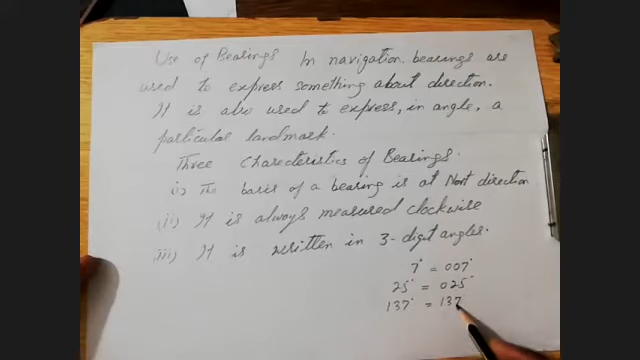 Use of Bearings In navigation. bearings are
used to express something about direction.
It is also used to express, in angle, a
particular landmark.
Three Charecteristics of Bearings.
i) The basis of a bearing is at Nort direction
(ii) It is always measured clockwise
(iii) It is written in 3-digit angles.
7° = 007°
25° = 025°
137° = 137